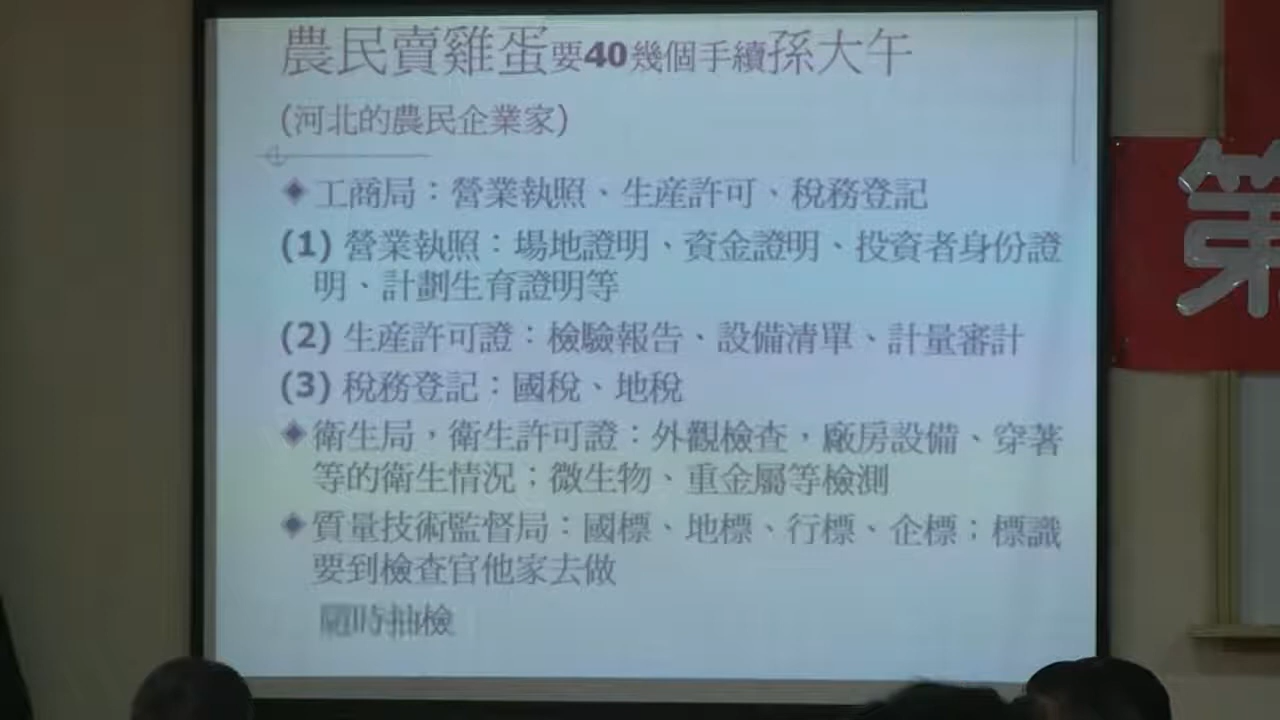 農民賣雞蛋要40幾個手續孫大午
(河北的農民企業家)
工商局：營業執照、生産許可、稅務登記
(1) 營業執照：場地證明、資金證明、投資者身份證
明、計劃生育證明等
(2) 生産許可證：檢驗報告、設備清單、計量審計
(3) 稅務登記：國稅、地稅
衛生局，衛生許可證：外觀檢查，廠房設備、穿著
等的衛生情況；微生物、重金屬等檢測
質量技術監督局：國標、地標、行標、企標；標識
要到檢查官他家去做
隨時抽檢
第